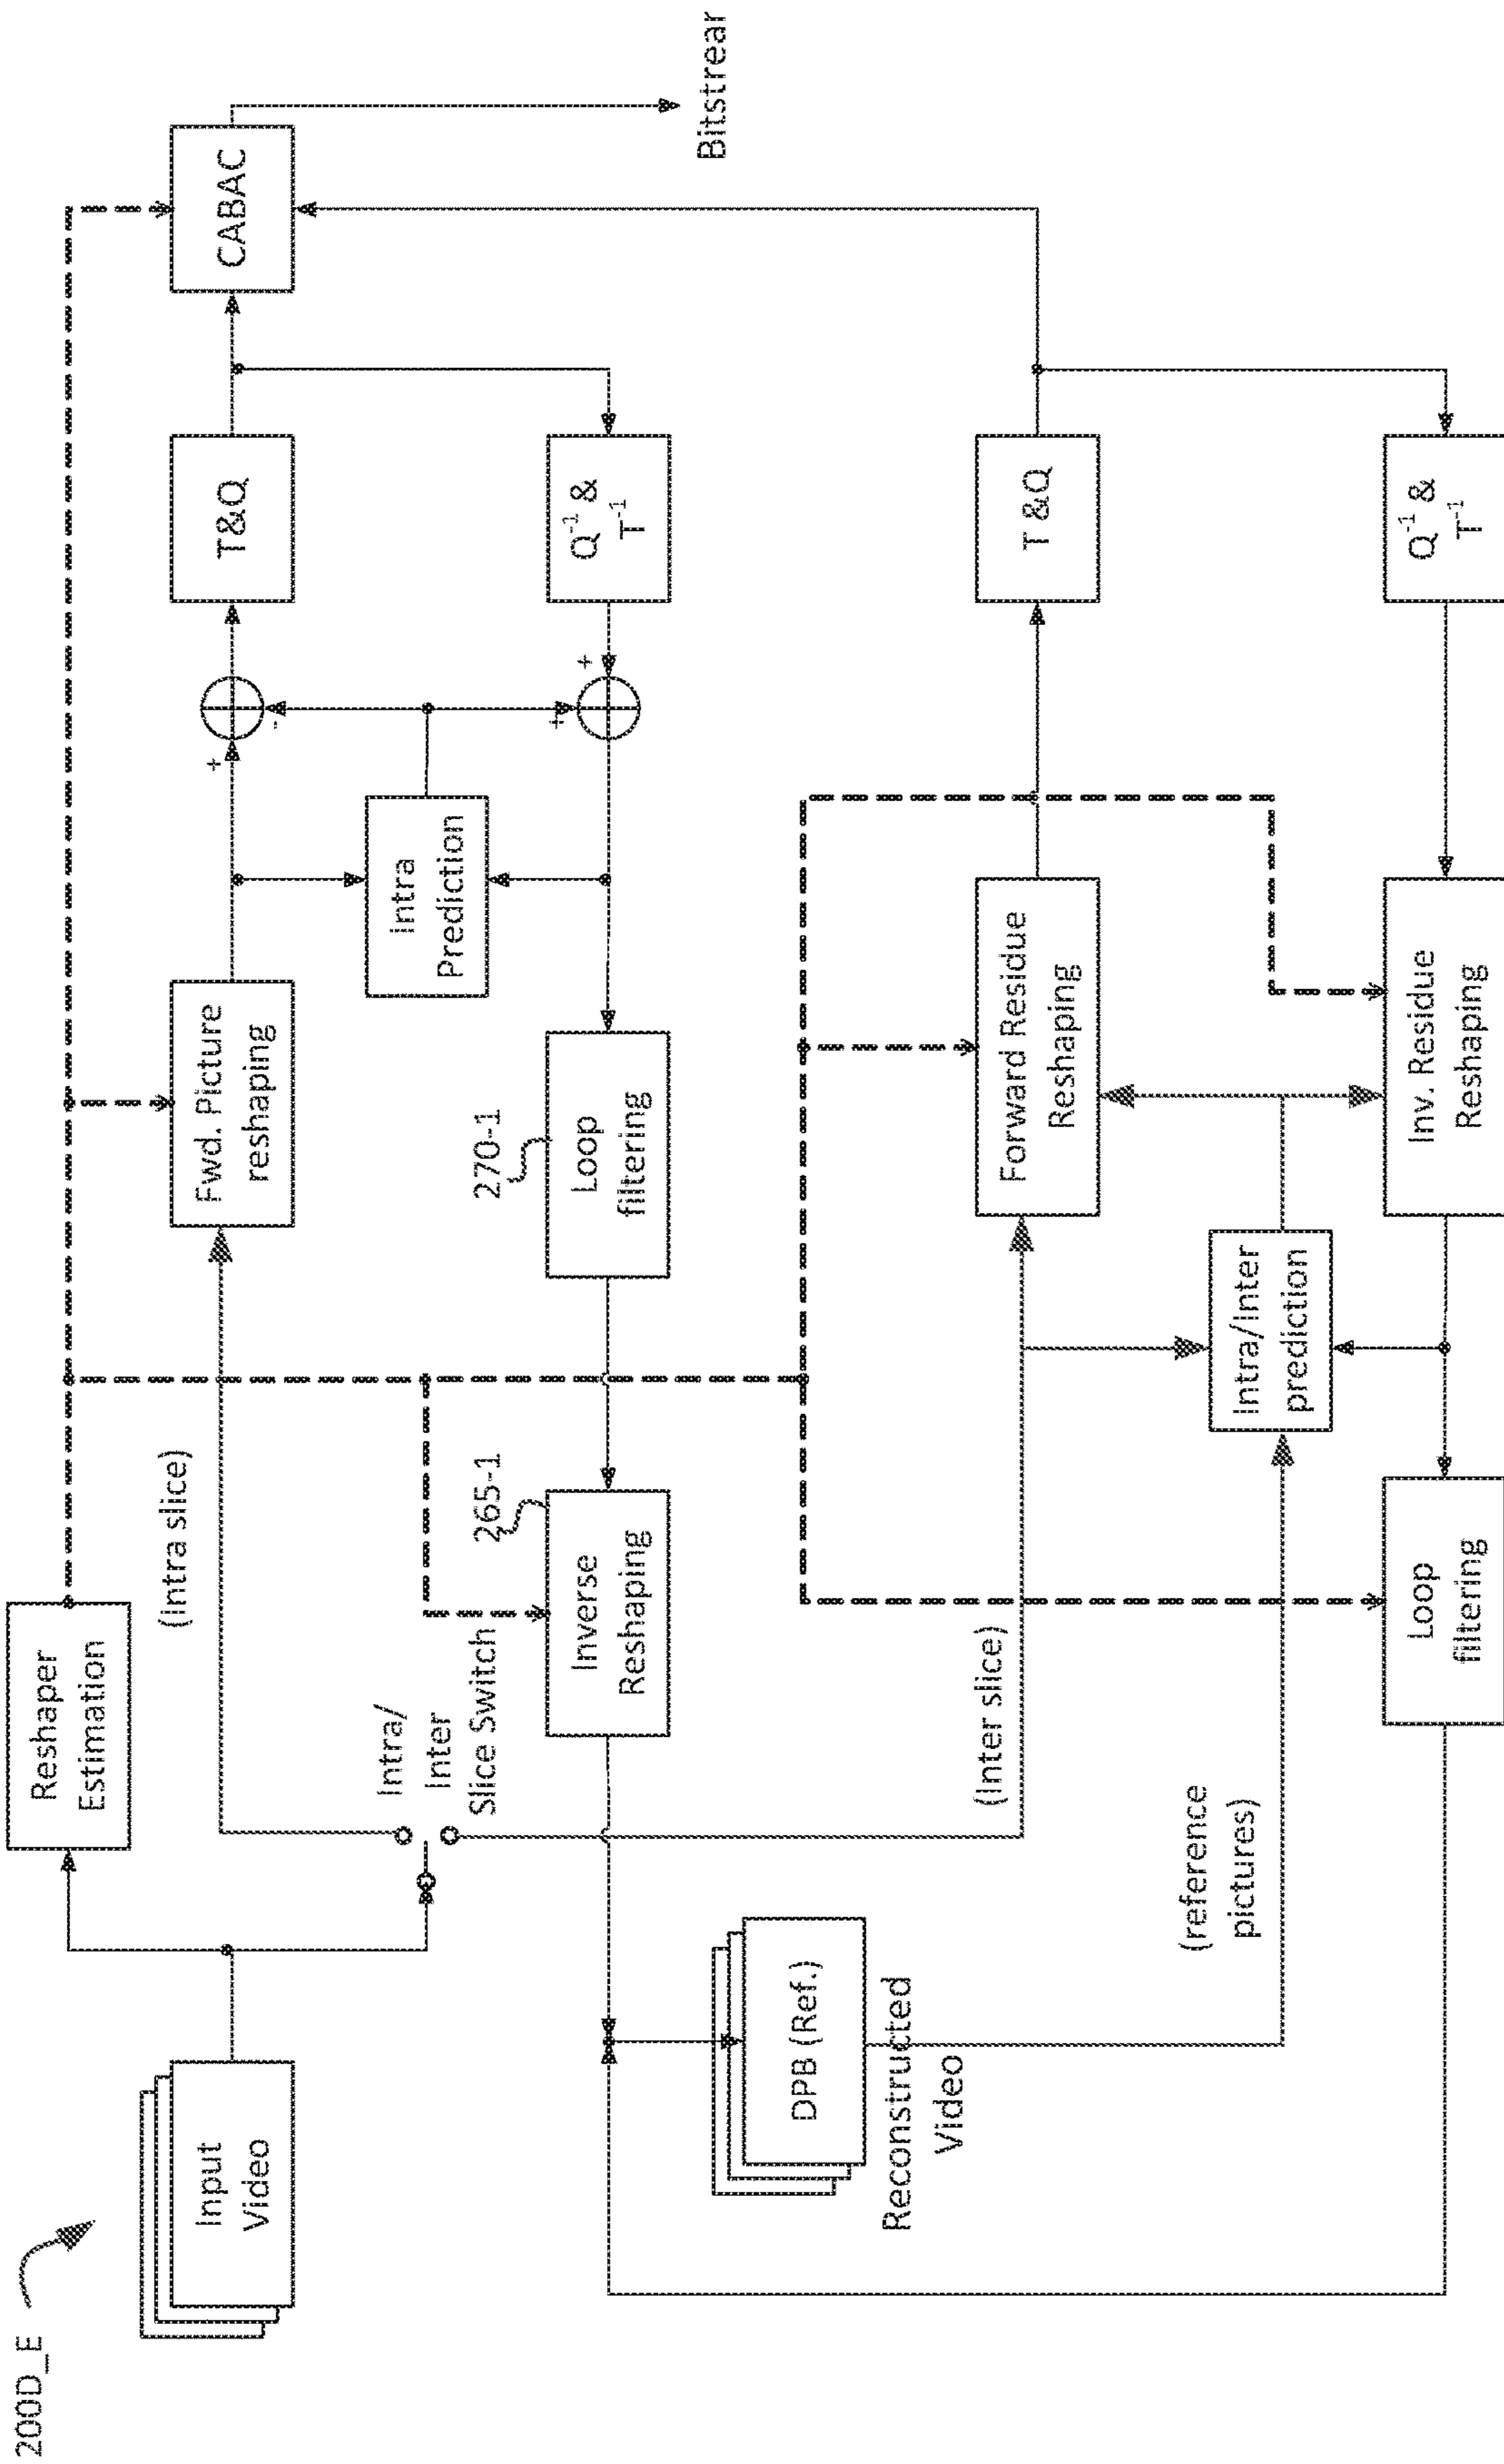 200D_E
Input
Video
Reshaper
Estimation
(intra slice)
Fwd. Picture
reshaping
T&Q
CABAC
Bitstrear
Intra/
Inter
Slice Switch
Intra
Prediction
+
-
+
+
265-1
Inverse
Reshaping
270-1
Loop
filtering
Q-1 &
T-1
DPB (Ref.)
Reconstructed
Video
(Inter slice)
Forward Residue
Reshaping
T &Q
(reference
pictures)
Intra/Inter
prediction
Loop
filtering
Inv. Residue
Reshaping
Q-1 &
T-1